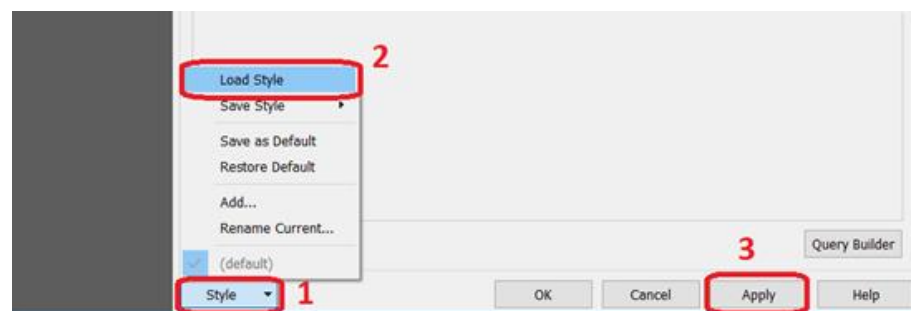 2
Load Style
Save Style
Save as Default
Restore Default
Add...
Rename Current...
3
Query Builder
(default)
Style 1 OK Cancel Apply Help